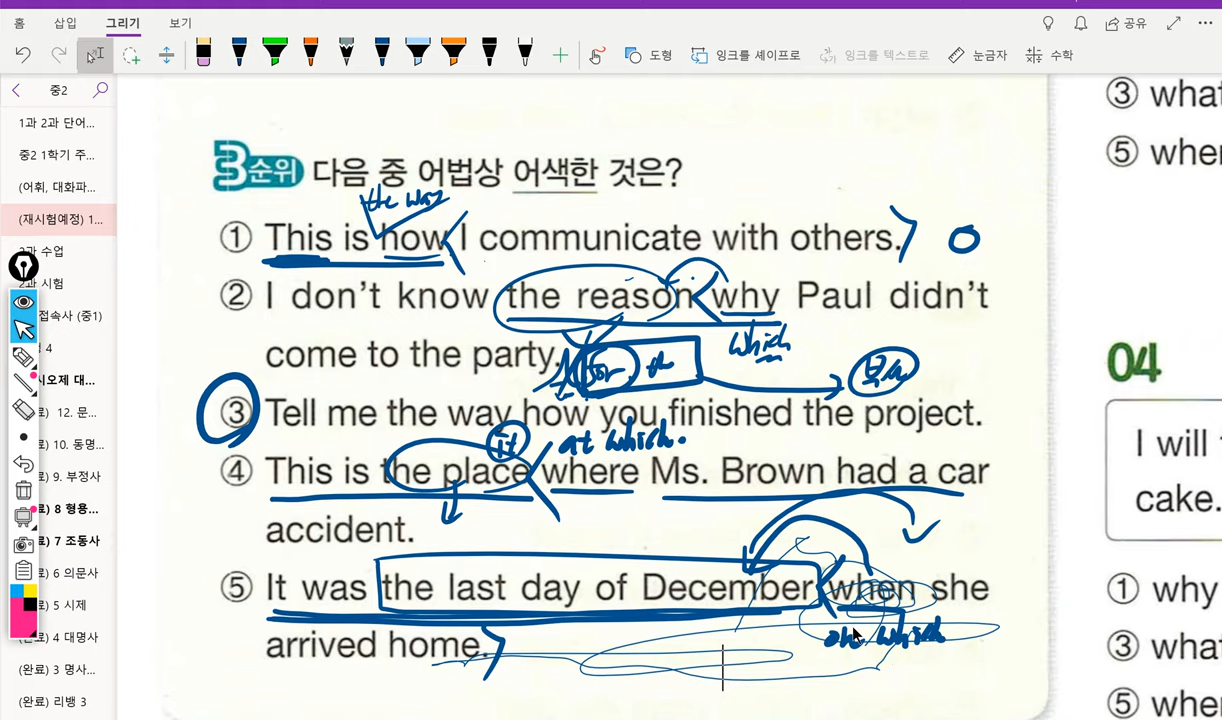 홈 삽입 그리기 보기
공유
도형 잉크를 셰이프로 잉크를 텍스트로 눈금자 수학
중2
1과 2과 단어...
중2 1학기 주...
(어휘, 대화파...
(재시험예정) 1...
과 수업
2과 시험
접속사 (중1)
4
시오제 대...
료) 12. 문...
료) 10. 동명...
료) 9. 부정사
료) 8 형용...
료) 7 조동사
료) 6 의문사
료) 5 시제
(완료) 4 대명사
(완료) 3 명사...
(완료) 리뱅 3
3순위 다음 중 어법상 어색한 것은?
the way
① This is how I communicate with others.
② I don't know the reason why Paul didn't
which
come to the party.
for the
③ Tell me the way how you finished the project.
it at which.
④ This is the place where Ms. Brown had a car
accident.
⑤ It was the last day of December when she
on which
arrived home.
③ what
⑤ when
04
I will
cake.
① why
③ what
⑤ whe